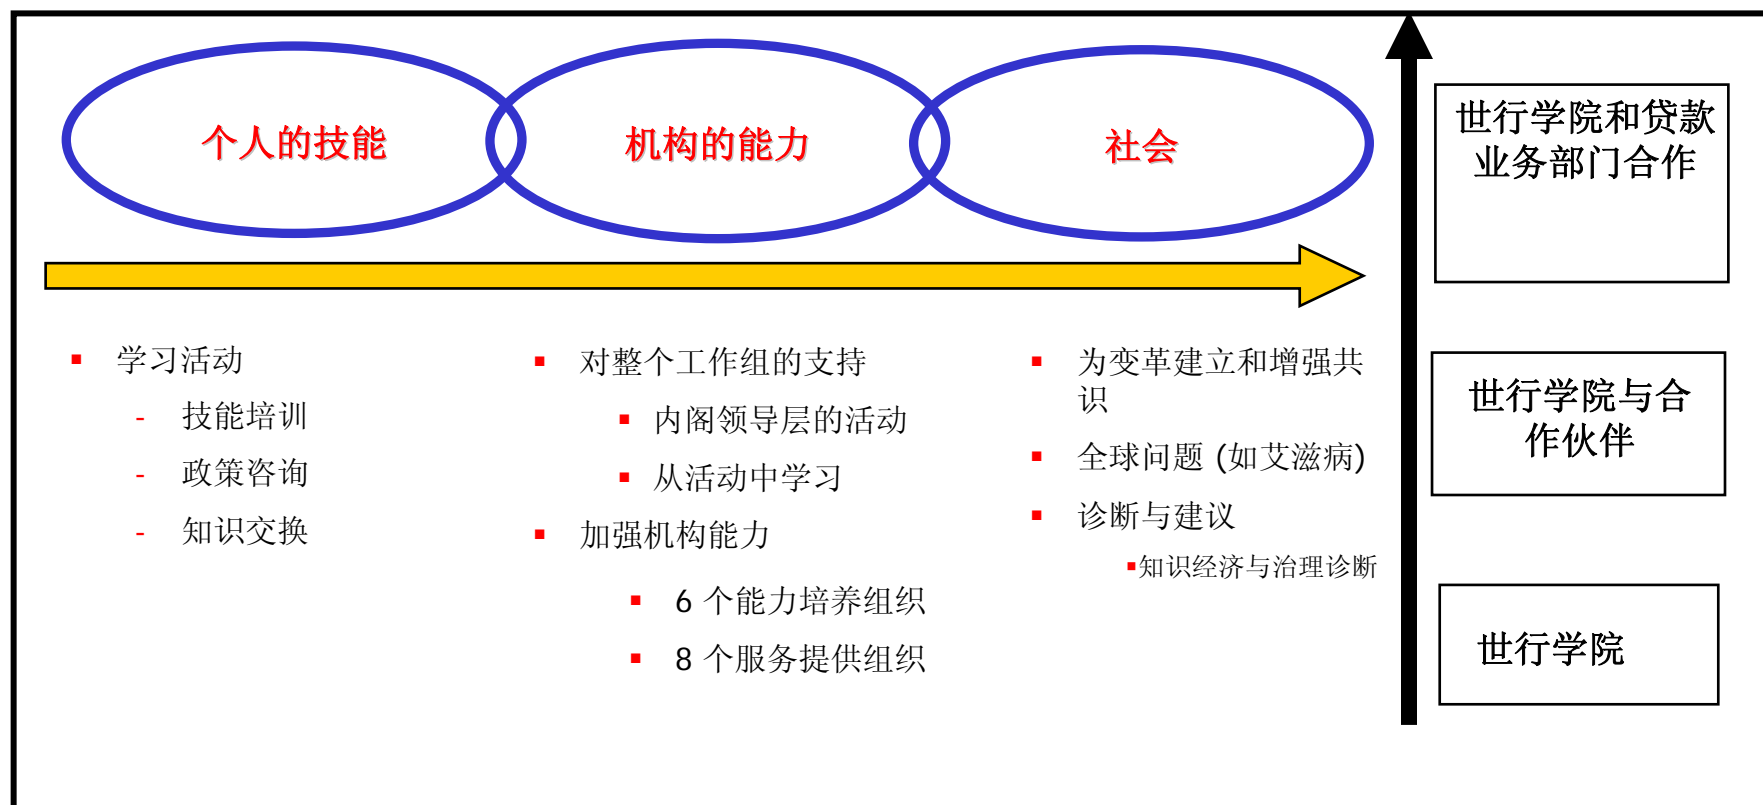 个人的技能
机构的能力
社会
学习活动
- 技能培训
- 政策咨询
- 知识交换
对整个工作组的支持
内阁领导层的活动
从活动中学习
加强机构能力
6 个能力培养组织
8 个服务提供组织
为变革建立和增强共
识
全球问题 (如艾滋病)
诊断与建议
知识经济与治理诊断
世行学院和贷款
业务部门合作
世行学院与合
作伙伴
世行学院